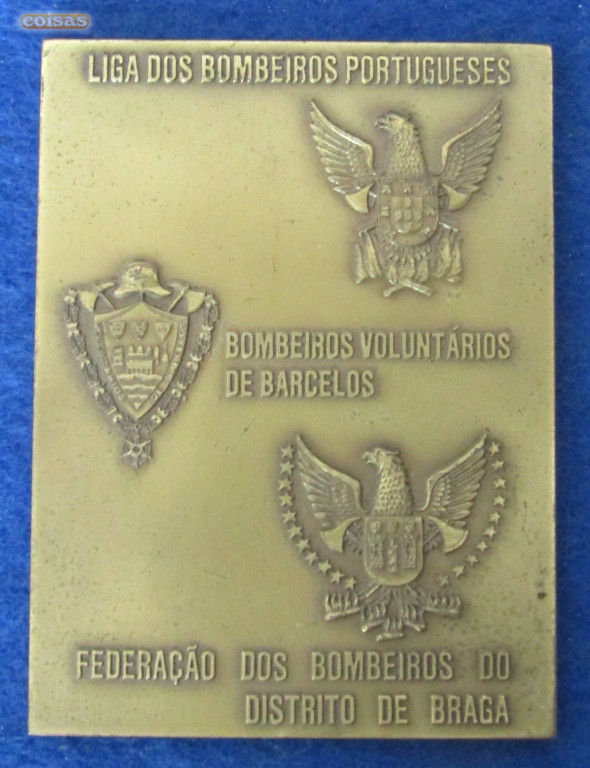 coisas
LIGA DOS BOMBEIROS PORTUGUESES
BOMBEIROS VOLUNTÁRIOS
DE BARCELOS
FEDERAÇÃO DOS BOMBEIROS DO
DISTRITO DE BRAGA